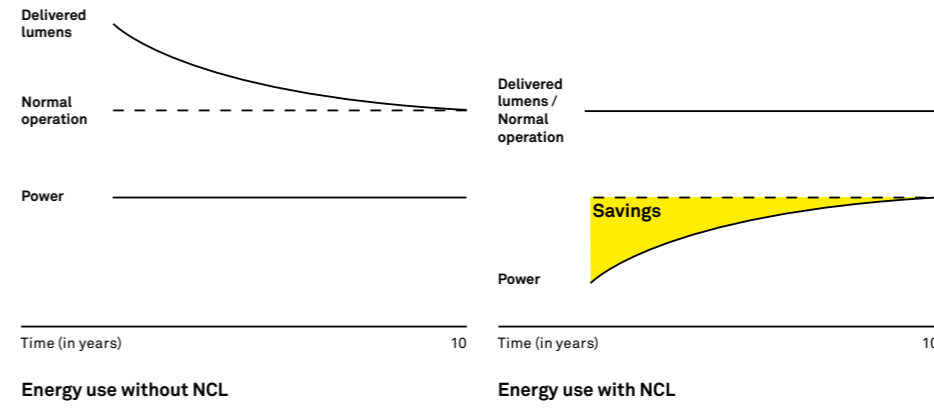 Delivered
lumens
Normal
operation
Power
Time (in years)
10
Energy use without NCL
Delivered
lumens /
Normal
operation
Savings
Power
Time (in years)
10
Energy use with NCL